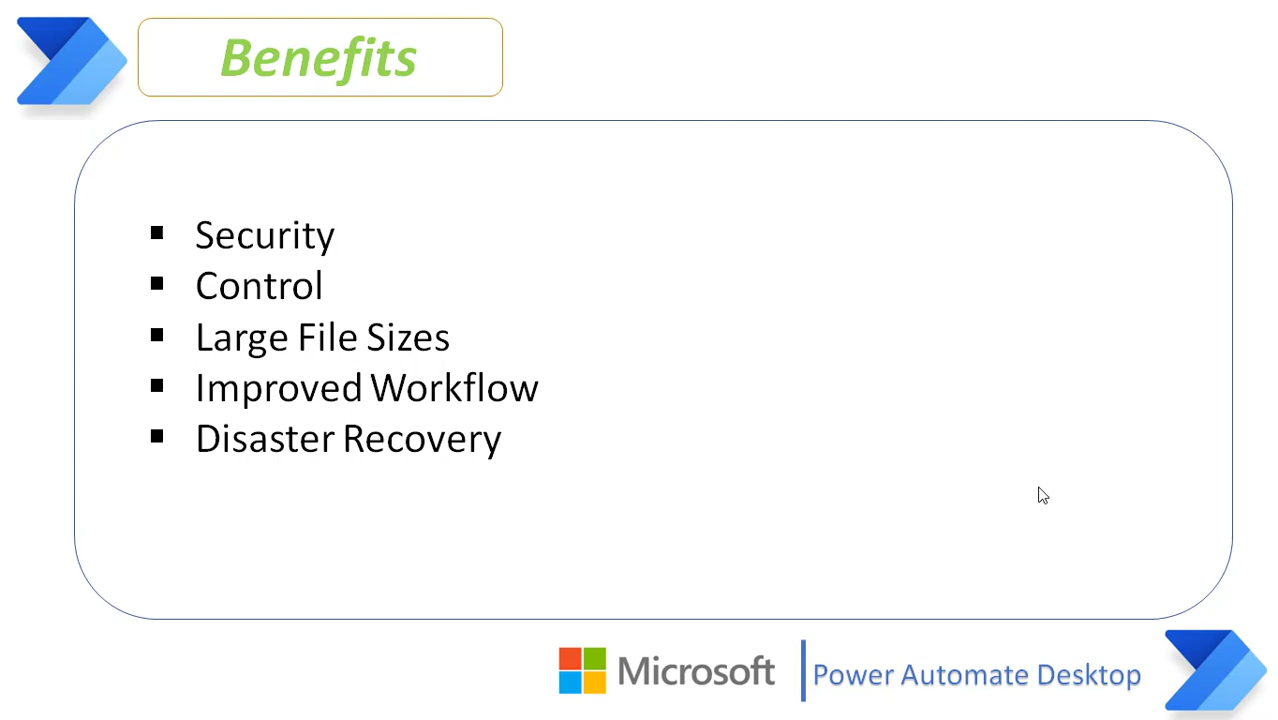 Benefits
▪ Security
▪ Control
▪ Large File Sizes
▪ Improved Workflow
▪ Disaster Recovery
Microsoft | Power Automate Desktop